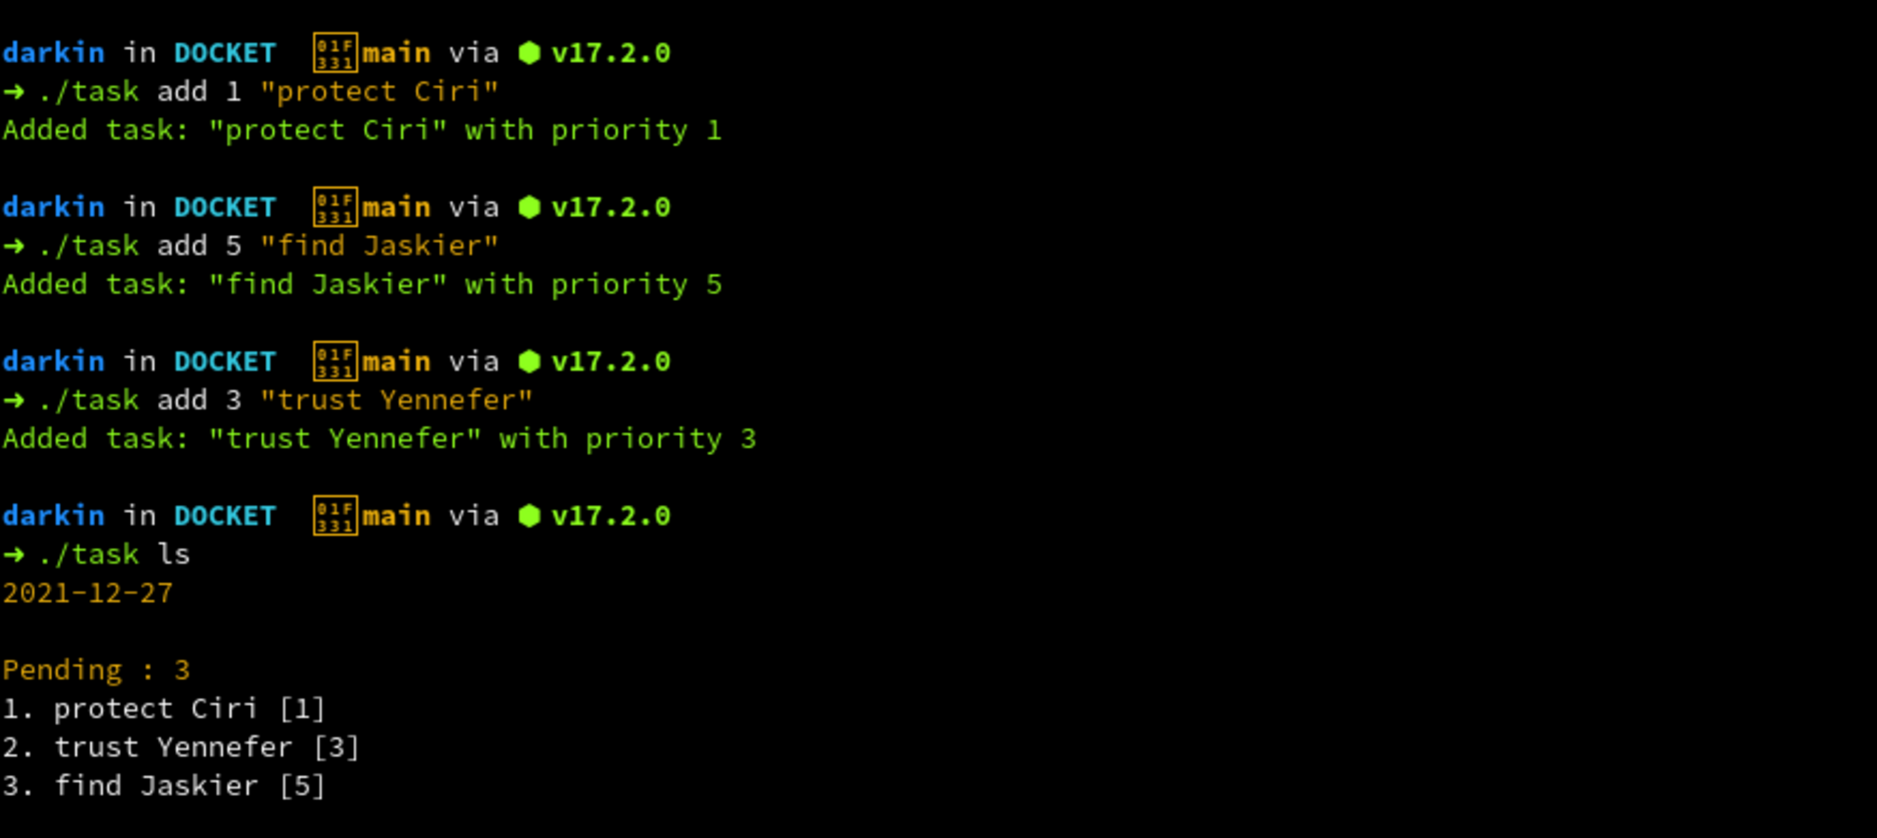 darkin in DOCKET 01F331 main via ⬢ v17.2.0
➜ ./task add 1 "protect Ciri"
Added task: "protect Ciri" with priority 1
darkin in DOCKET 01F331 main via ⬢ v17.2.0
➜ ./task add 5 "find Jaskier"
Added task: "find Jaskier" with priority 5
darkin in DOCKET 01F331 main via ⬢ v17.2.0
➜ ./task add 3 "trust Yennefer"
Added task: "trust Yennefer" with priority 3
darkin in DOCKET 01F331 main via ⬢ v17.2.0
➜ ./task ls
2021-12-27
Pending : 3
1. protect Ciri [1]
2. trust Yennefer [3]
3. find Jaskier [5]